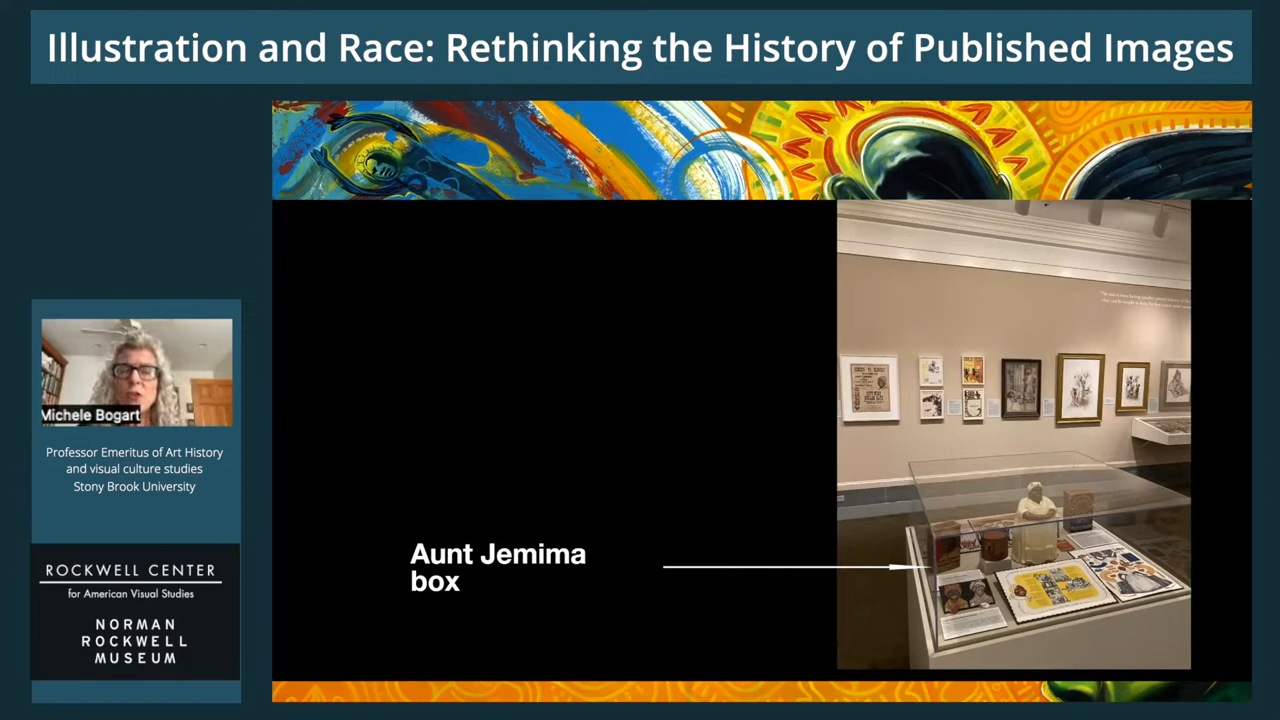 Illustration and Race: Rethinking the History of Published Images
Michele Bogart
Professor Emeritus of Art History
and visual culture studies
Stony Brook University
ROCKWELL CENTER
for American Visual Studies
NORMAN
ROCKWELL
MUSEUM
Aunt Jemima
box